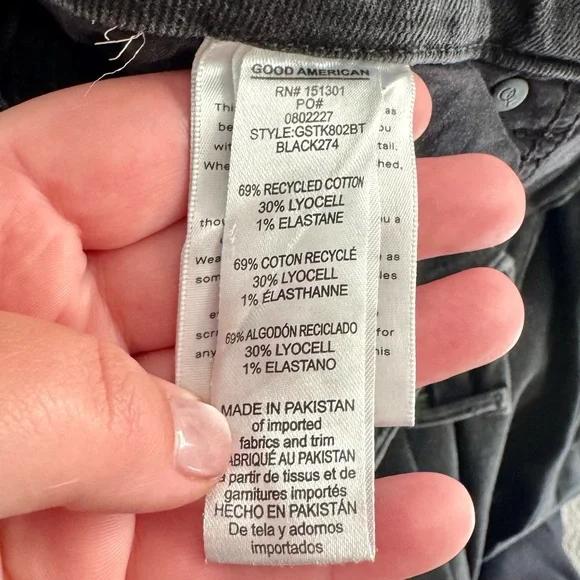 GOOD AMERICAN
RN# 151301
PO#
0802227
STYLE:GSTK802BT
BLACK274
69% RECYCLED COTTON
30% LYOCELL
1% ELASTANE
69% COTON RECYCLÉ
30% LYOCELL
1% ÉLASTHANNE
69% ALGODÓN RECICLADO
30% LYOCELL
1% ELASTANO
MADE IN PAKISTAN
of imported
fabrics and trim
FABRIQUÉ AU PAKISTAN
à partir de tissus et de
garnitures importés
HECHO EN PAKISTÁN
De tela y adornos
importados